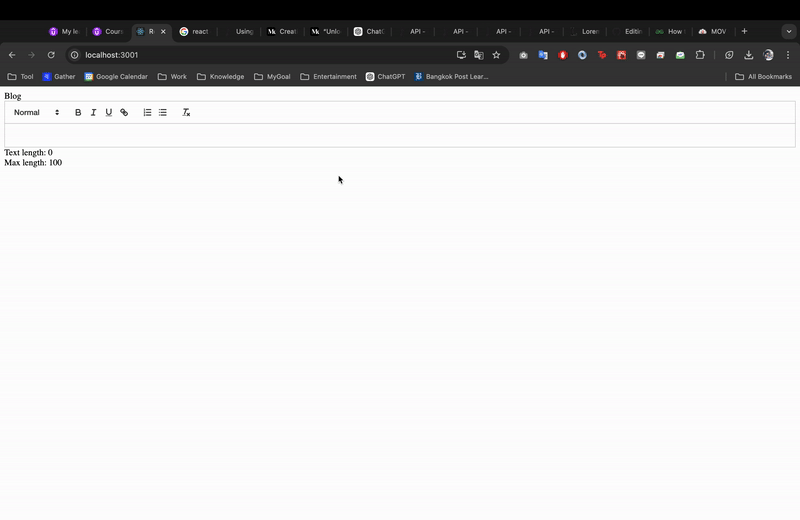 My le
Cours
R
react
Using
Creat
"Unlo
ChatG
API -
API -
API -
API -
Loren
Editin
How
MOV
localhost:3001
Tool
Gather
Google Calendar
Work
Knowledge
MyGoal
Entertainment
ChatGPT
Bangkok Post Lear...
All Bookmarks
Blog
Normal B I U
Text length: 0
Max length: 100